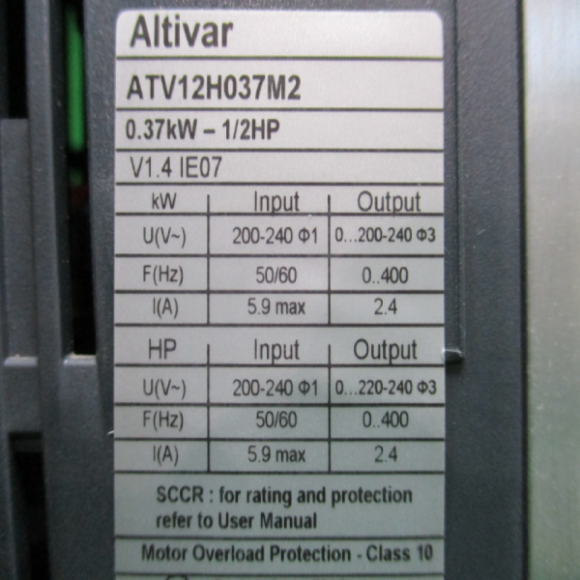 Altivar
ATV12H037M2
0.37kW – 1/2HP
V1.4 IE07
kW Input Output
U(V~) 200-240 Φ1 0...200-240 Φ3
F(Hz) 50/60 0..400
I(A) 5.9 max 2.4
HP Input Output
U(V~) 200-240 Φ1 0...220-240 Φ3
F(Hz) 50/60 0..400
I(A) 5.9 max 2.4
SCCR : for rating and protection
refer to User Manual
Motor Overload Protection - Class 10